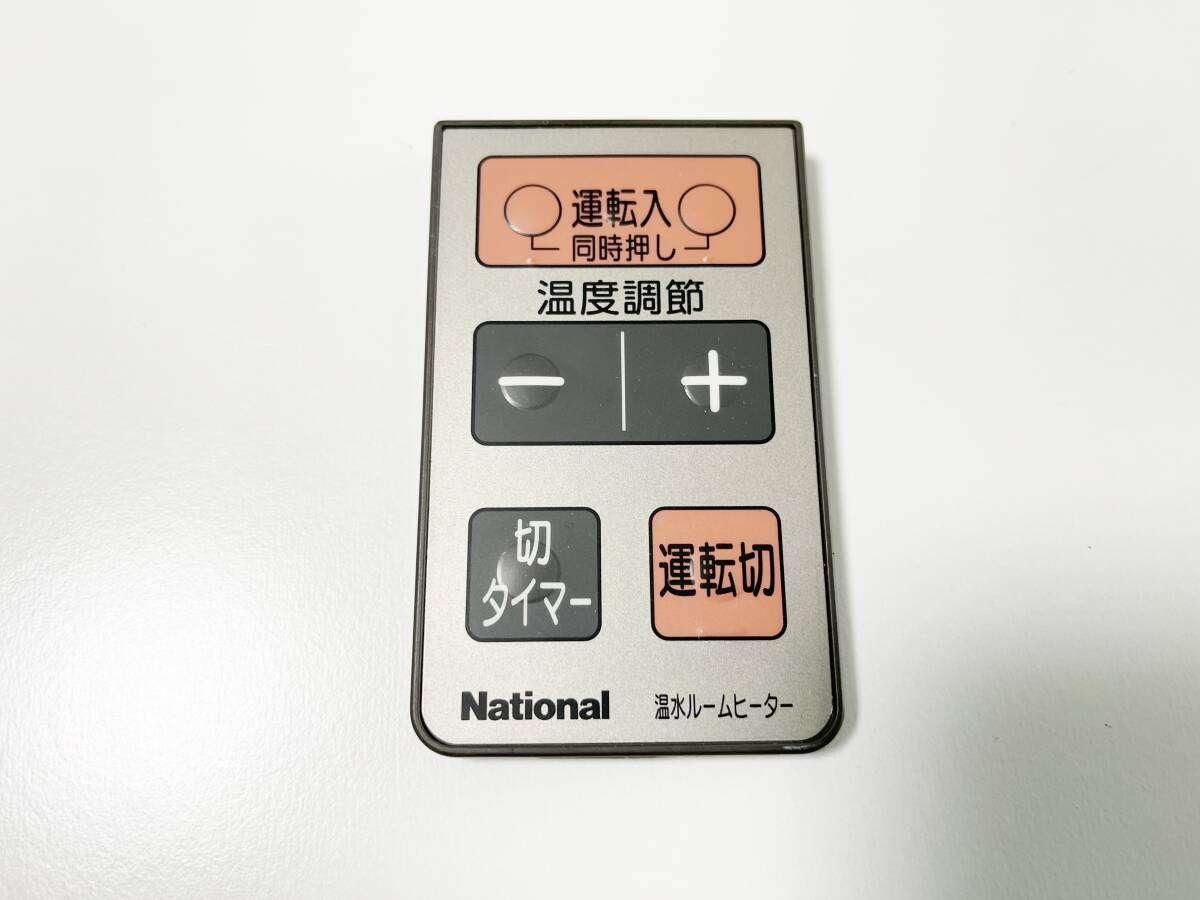 運転入
同時押し
温度調節
− +
切
タイマー
運転切
National
温水ルームヒーター